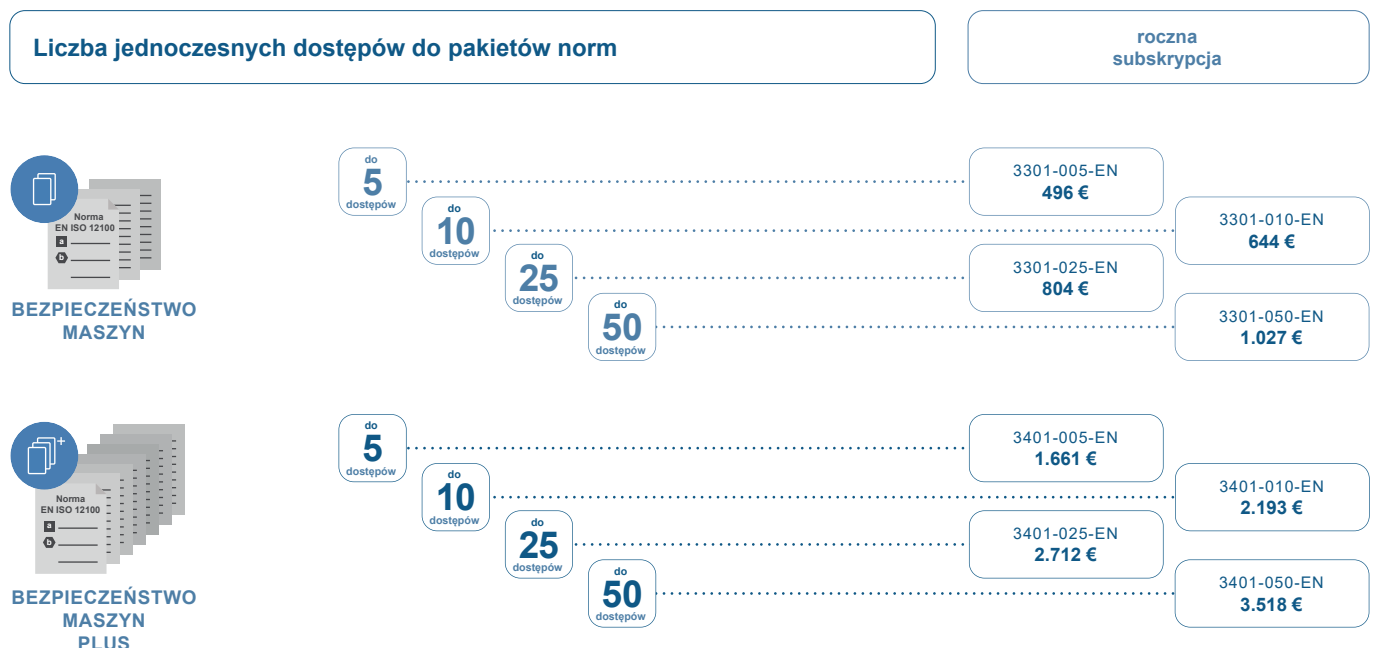 Liczba jednoczesnych dostępów do pakietów norm
roczna
subskrypcja
Norma
EN ISO 12100
a
b
BEZPIECZEŃSTWO
MASZYN
do
5
dostępów
3301-005-EN
496 €
do
10
dostępów
3301-010-EN
644 €
do
25
dostępów
3301-025-EN
804 €
do
50
dostępów
3301-050-EN
1.027 €
+
Norma
EN ISO 12100
a
b
BEZPIECZEŃSTWO
MASZYN
PLUS
do
5
dostępów
3401-005-EN
1.661 €
do
10
dostępów
3401-010-EN
2.193 €
do
25
dostępów
3401-025-EN
2.712 €
do
50
dostępów
3401-050-EN
3.518 €